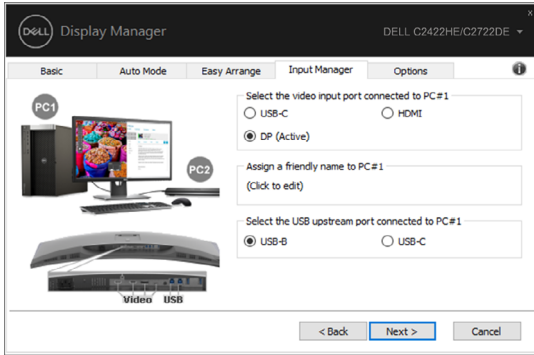 x
DELL Display Manager
DELL C2422HE/C2722DE
Basic Auto Mode Easy Arrange Input Manager Options
PC1
PC2
Video USB
Select the video input port connected to PC#1
USB-C HDMI
DP (Active)
Assign a friendly name to PC#1
(Click to edit)
Select the USB upstream port connected to PC#1
USB-B USB-C
< Back Next > Cancel